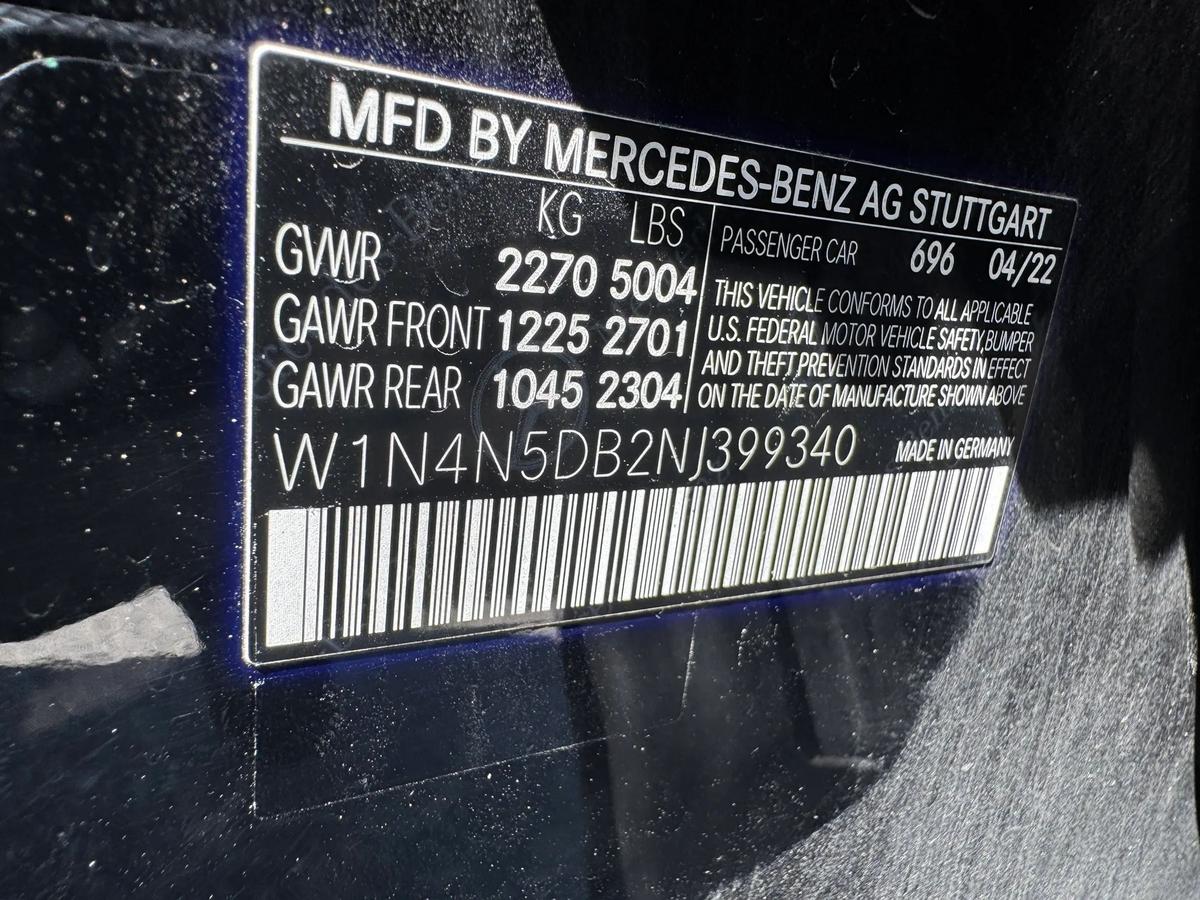 MFD BY MERCEDES-BENZ AG STUTTGART
KG LBS
GVWR 2270 5004
GAWR FRONT 1225 2701
GAWR REAR 1045 2304
PASSENGER CAR 696 04/22
THIS VEHICLE CONFORMS TO ALL APPLICABLE
U.S. FEDERAL MOTOR VEHICLE SAFETY, BUMPER
AND THEFT PREVENTION STANDARDS IN EFFECT
ON THE DATE OF MANUFACTURE SHOWN ABOVE
W1N4N5DB2NJ399340 MADE IN GERMANY